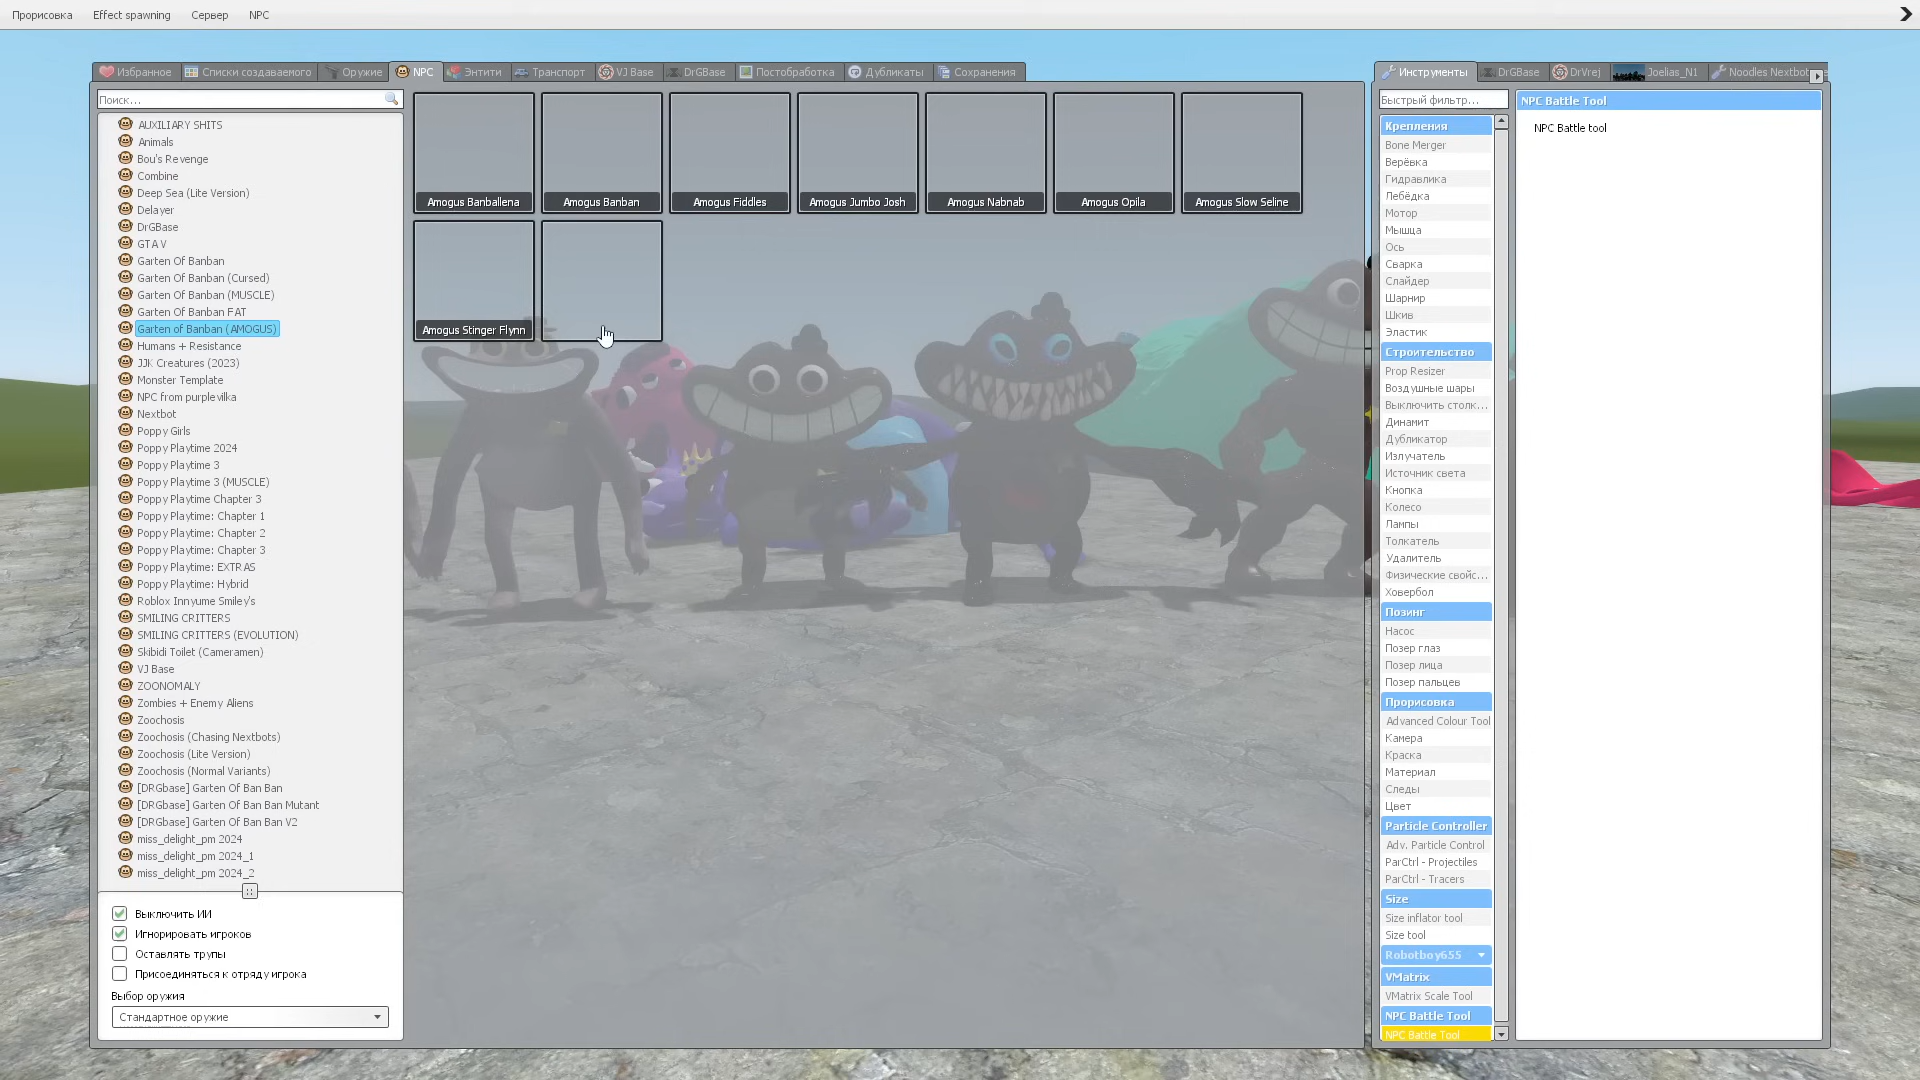 Прорисовка
Effect spawning
Сервер
NPC
Избранное
Списки создаваемого
Оружие
NPC
Энтити
Транспорт
VJ Base
DrGBase
Постобработка
Дубликаты
Сохранения
Поиск...
AUXILIARY SHITS
Animals
Bou's Revenge
Combine
Deep Sea (Lite Version)
Delayer
DrGBase
GTA V
Garten Of Banban
Garten Of Banban (Cursed)
Garten Of Banban (MUSCLE)
Garten Of Banban FAT
Garten of Banban (AMOGUS)
Humans + Resistance
JJK Creatures (2023)
Monster Template
NPC from purplevilka
Nextbot
Poppy Girls
Poppy Playtime 2024
Poppy Playtime 3
Poppy Playtime 3 (MUSCLE)
Poppy Playtime Chapter 3
Poppy Playtime: Chapter 1
Poppy Playtime: Chapter 2
Poppy Playtime: Chapter 3
Poppy Playtime: EXTRAS
Poppy Playtime: Hybrid
Roblox Innyume Smiley's
SMILING CRITTERS
SMILING CRITTERS (EVOLUTION)
Skibidi Toilet (Cameramen)
VJ Base
ZOONOMALY
Zombies + Enemy Aliens
Zoochosis
Zoochosis (Chasing Nextbots)
Zoochosis (Lite Version)
Zoochosis (Normal Variants)
[DRGbase] Garten Of Ban Ban
[DRGbase] Garten Of Ban Ban Mutant
[DRGbase] Garten Of Ban Ban V2
miss_delight_pm 2024
miss_delight_pm 2024_1
miss_delight_pm 2024_2
Выключить ИИ
Игнорировать игроков
Оставлять трупы
Присоединяться к отряду игрока
Выбор оружия
Стандартное оружие
Amogus Banballena
Amogus Banban
Amogus Fiddles
Amogus Jumbo Josh
Amogus Nabnab
Amogus Opila
Amogus Slow Seline
Amogus Stinger Flynn
Инструменты
DrGBase
DrVrej
Joelias_N1
Noodles Nextbot
Быстрый фильтр...
Крепления
Bone Merger
Верёвка
Гидравлика
Лебёдка
Мотор
Мышца
Ось
Сварка
Слайдер
Шарнир
Шкив
Эластик
Строительство
Prop Resizer
Воздушные шары
Выключить столк...
Динамит
Дубликатор
Излучатель
Источник света
Кнопка
Колесо
Лампы
Толкатель
Удалитель
Физические свойс...
Ховербол
Позинг
Насос
Позер глаз
Позер лица
Позер пальцев
Прорисовка
Advanced Colour Tool
Камера
Краска
Материал
Следы
Цвет
Particle Controller
Adv. Particle Control
ParCtrl - Projectiles
ParCtrl - Tracers
Size
Size inflator tool
Size tool
Robotboy655
VMatrix
VMatrix Scale Tool
NPC Battle Tool
NPC Battle Tool
NPC Battle Tool
NPC Battle tool